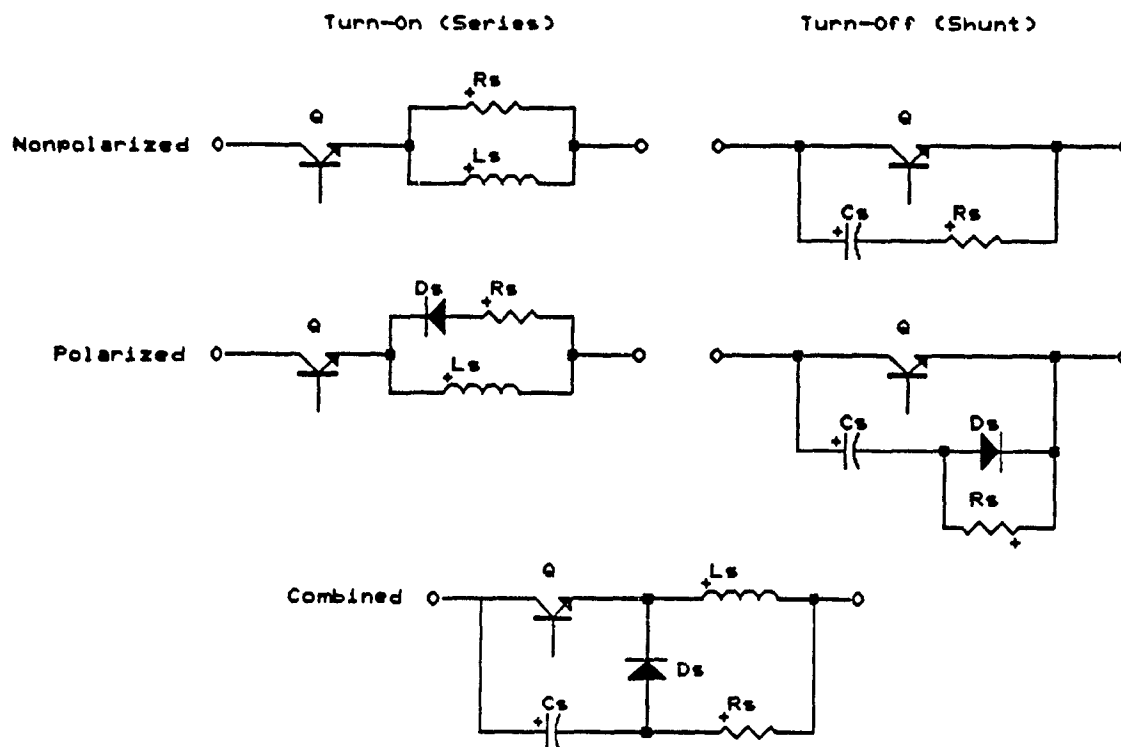 Turn-On (Series) Turn-Off (Shunt)
+ Rs
Q
Nonpolarized
+ Ls
Q
Cs
+
+ Rs
Ds
+ Rs
Q
Polarized
+ Ls
Q
Cs
+
Ds
Rs
+
Q
+ Ls
Combined
Ds
Cs
+
+ Rs